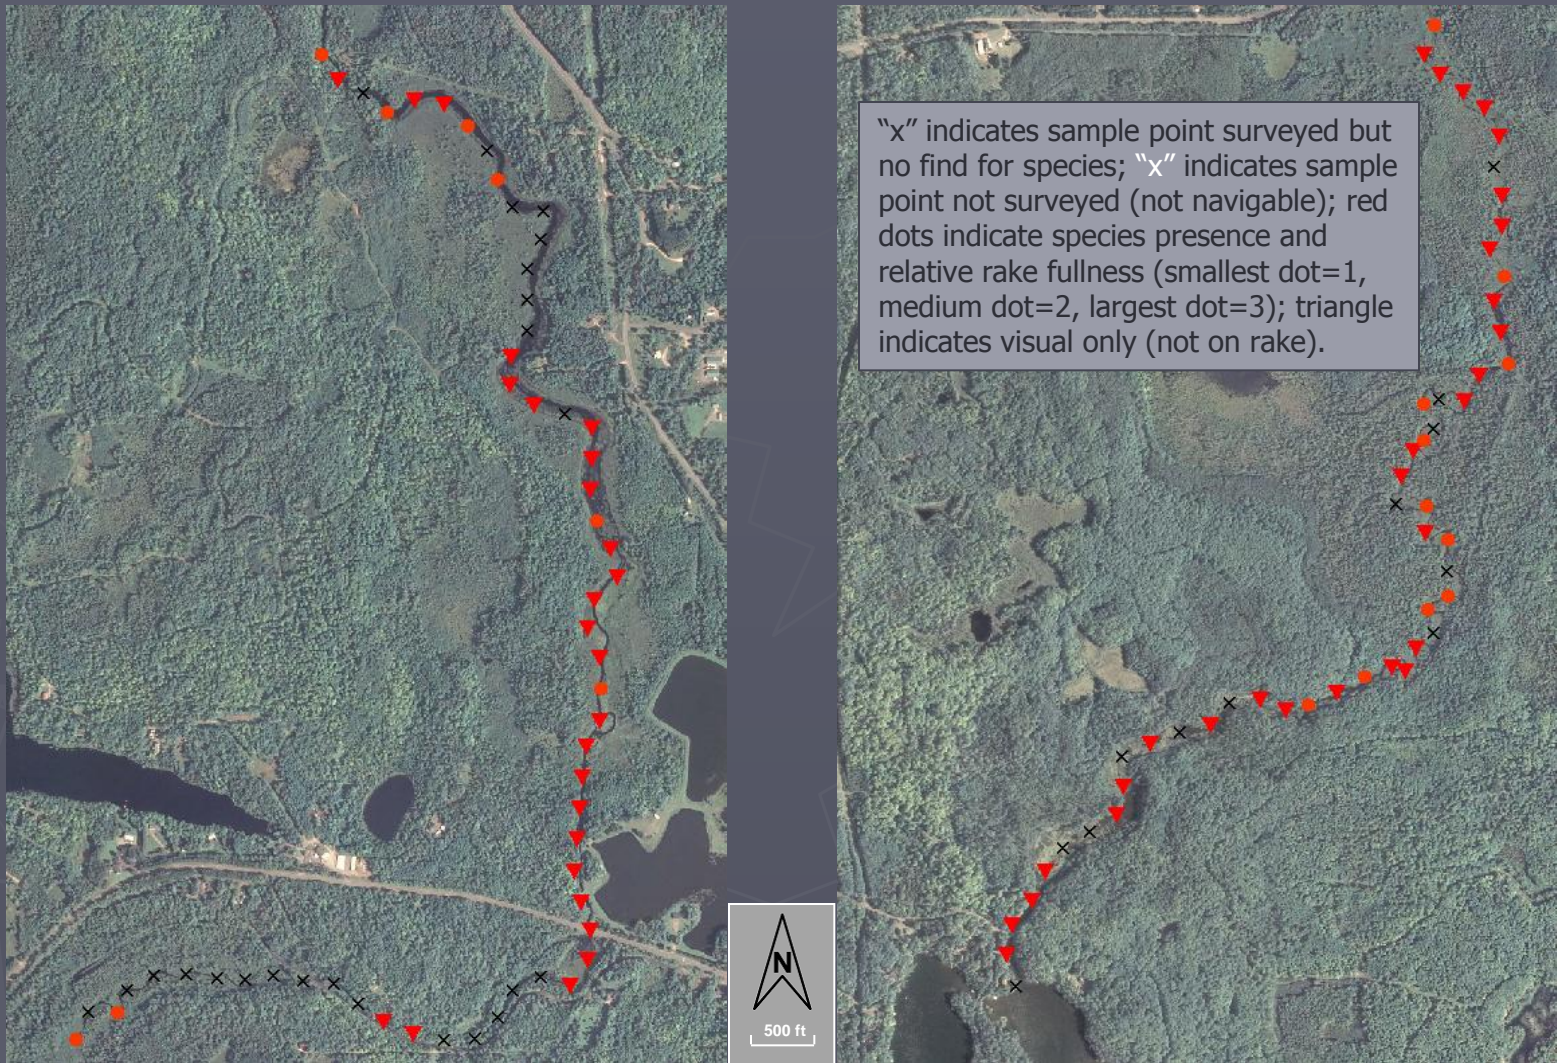 “x” indicates sample point surveyed but
no find for species; “x” indicates sample
point not surveyed (not navigable); red
dots indicate species presence and
relative rake fullness (smallest dot=1,
medium dot=2, largest dot=3); triangle
indicates visual only (not on rake).
N
500 ft